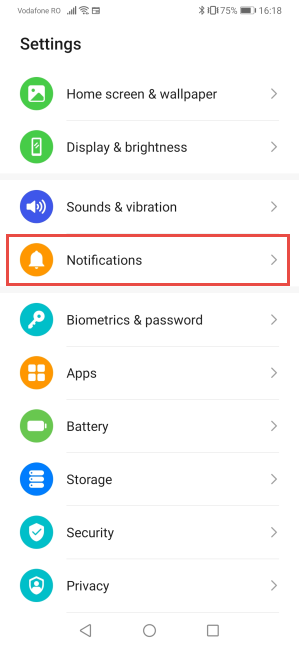 Vodafone RO 75% 16:18
Settings
Home screen & wallpaper
Display & brightness
Sounds & vibration
Notifications
Biometrics & password
Apps
Battery
Storage
Security
Privacy